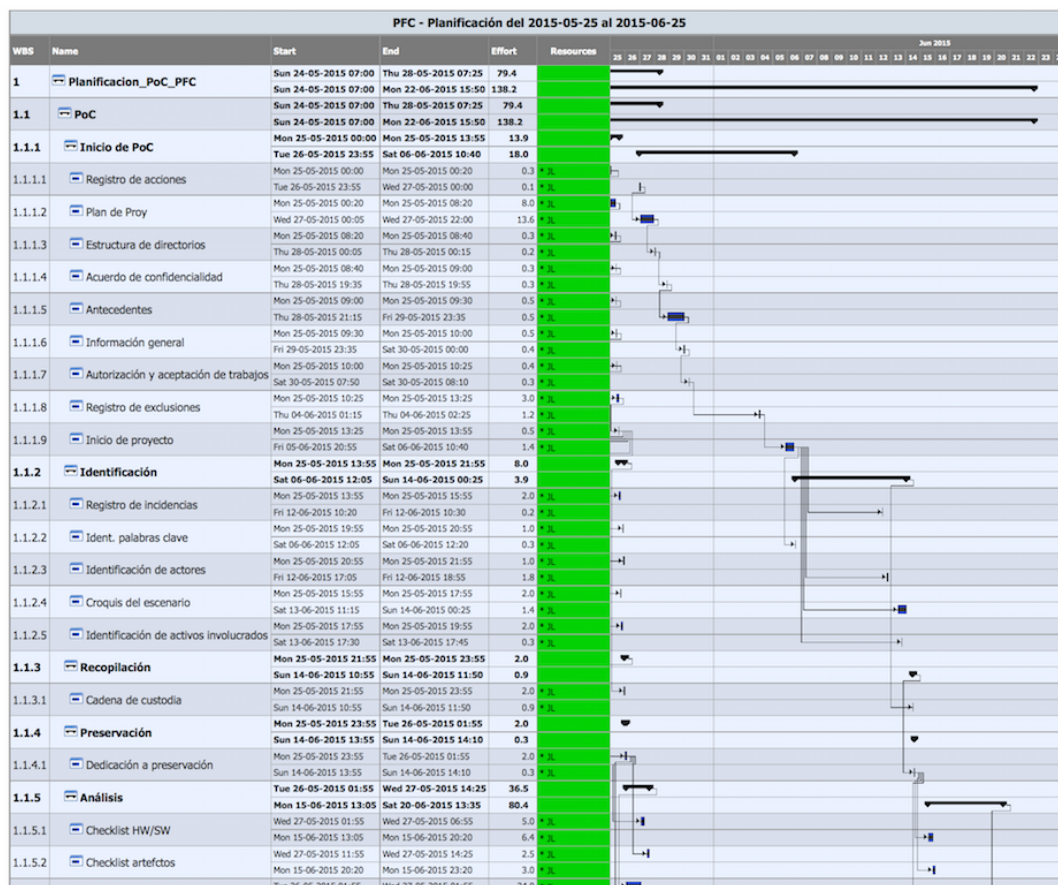 PFC - Planificación del 2015-05-25 al 2015-06-25
Jun 2015
WBS Name Start End Effort Resources 25 26 27 28 29 30 31 01 02 03 04 05 06 07 08 09 10 11 12 13 14 15 16 17 18 19 20 21 22 23
1 Planificacion_PoC_PFC Sun 24-05-2015 07:00 Thu 28-05-2015 07:25 79.4
Sun 24-05-2015 07:00 Mon 22-06-2015 15:50 138.2
1.1 PoC Sun 24-05-2015 07:00 Thu 28-05-2015 07:25 79.4
Sun 24-05-2015 07:00 Mon 22-06-2015 15:50 138.2
1.1.1 Inicio de PoC Mon 25-05-2015 00:00 Mon 25-05-2015 13:55 13.9
Tue 26-05-2015 23:55 Sat 06-06-2015 10:40 18.0
1.1.1.1 Registro de acciones Mon 25-05-2015 00:00 Mon 25-05-2015 00:20 0.3 * JL
Tue 26-05-2015 23:55 Wed 27-05-2015 00:00 0.1 * JL
1.1.1.2 Plan de Proy Mon 25-05-2015 00:20 Mon 25-05-2015 08:20 8.0 * JL
Wed 27-05-2015 00:05 Wed 27-05-2015 22:00 13.6 * JL
1.1.1.3 Estructura de directorios Mon 25-05-2015 08:20 Mon 25-05-2015 08:40 0.3 * JL
Thu 28-05-2015 00:05 Thu 28-05-2015 00:15 0.2 * JL
1.1.1.4 Acuerdo de confidencialidad Mon 25-05-2015 08:40 Mon 25-05-2015 09:00 0.3 * JL
Thu 28-05-2015 19:35 Thu 28-05-2015 19:55 0.3 * JL
1.1.1.5 Antecedentes Mon 25-05-2015 09:00 Mon 25-05-2015 09:30 0.5 * JL
Thu 28-05-2015 21:15 Fri 29-05-2015 23:35 0.5 * JL
1.1.1.6 Información general Mon 25-05-2015 09:30 Mon 25-05-2015 10:00 0.5 * JL
Fri 29-05-2015 23:35 Sat 30-05-2015 00:00 0.4 * JL
1.1.1.7 Autorización y aceptación de trabajos Mon 25-05-2015 10:00 Mon 25-05-2015 10:25 0.4 * JL
Sat 30-05-2015 07:50 Sat 30-05-2015 08:10 0.3 * JL
1.1.1.8 Registro de exclusiones Mon 25-05-2015 10:25 Mon 25-05-2015 13:25 3.0 * JL
Thu 04-06-2015 01:15 Thu 04-06-2015 02:25 1.2 * JL
1.1.1.9 Inicio de proyecto Mon 25-05-2015 13:25 Mon 25-05-2015 13:55 0.5 * JL
Fri 05-06-2015 20:55 Sat 06-06-2015 10:40 1.4 * JL
1.1.2 Identificación Mon 25-05-2015 13:55 Mon 25-05-2015 21:55 8.0
Sat 06-06-2015 12:05 Sun 14-06-2015 00:25 3.9
1.1.2.1 Registro de incidencias Mon 25-05-2015 13:55 Mon 25-05-2015 15:55 2.0 * JL
Fri 12-06-2015 10:20 Fri 12-06-2015 10:30 0.2 * JL
1.1.2.2 Ident. palabras clave Mon 25-05-2015 19:55 Mon 25-05-2015 20:55 1.0 * JL
Sat 06-06-2015 12:05 Sat 06-06-2015 12:20 0.3 * JL
1.1.2.3 Identificación de actores Mon 25-05-2015 20:55 Mon 25-05-2015 21:55 1.0 * JL
Fri 12-06-2015 17:05 Fri 12-06-2015 18:55 1.8 * JL
1.1.2.4 Croquis del escenario Mon 25-05-2015 15:55 Mon 25-05-2015 17:55 2.0 * JL
Sat 13-06-2015 11:15 Sun 14-06-2015 00:25 1.4 * JL
1.1.2.5 Identificación de activos involucrados Mon 25-05-2015 17:55 Mon 25-05-2015 19:55 2.0 * JL
Sat 13-06-2015 17:30 Sat 13-06-2015 17:45 0.3 * JL
1.1.3 Recopilación Mon 25-05-2015 21:55 Mon 25-05-2015 23:55 2.0
Sun 14-06-2015 10:55 Sun 14-06-2015 11:50 0.9
1.1.3.1 Cadena de custodia Mon 25-05-2015 21:55 Mon 25-05-2015 23:55 2.0 * JL
Sun 14-06-2015 10:55 Sun 14-06-2015 11:50 0.9 * JL
1.1.4 Preservación Mon 25-05-2015 23:55 Tue 26-05-2015 01:55 2.0
Sun 14-06-2015 13:55 Sun 14-06-2015 14:10 0.3
1.1.4.1 Dedicación a preservación Mon 25-05-2015 23:55 Tue 26-05-2015 01:55 2.0 * JL
Sun 14-06-2015 13:55 Sun 14-06-2015 14:10 0.3 * JL
1.1.5 Análisis Tue 26-05-2015 01:55 Wed 27-05-2015 14:25 36.5
Mon 15-06-2015 13:05 Sat 20-06-2015 13:35 80.4
1.1.5.1 Checklist HW/SW Wed 27-05-2015 01:55 Wed 27-05-2015 06:55 5.0 * JL
Mon 15-06-2015 13:05 Mon 15-06-2015 20:20 6.4 * JL
1.1.5.2 Checklist artefctos Wed 27-05-2015 11:55 Wed 27-05-2015 14:25 2.5 * JL
Mon 15-06-2015 20:20 Mon 15-06-2015 23:20 3.0 * JL